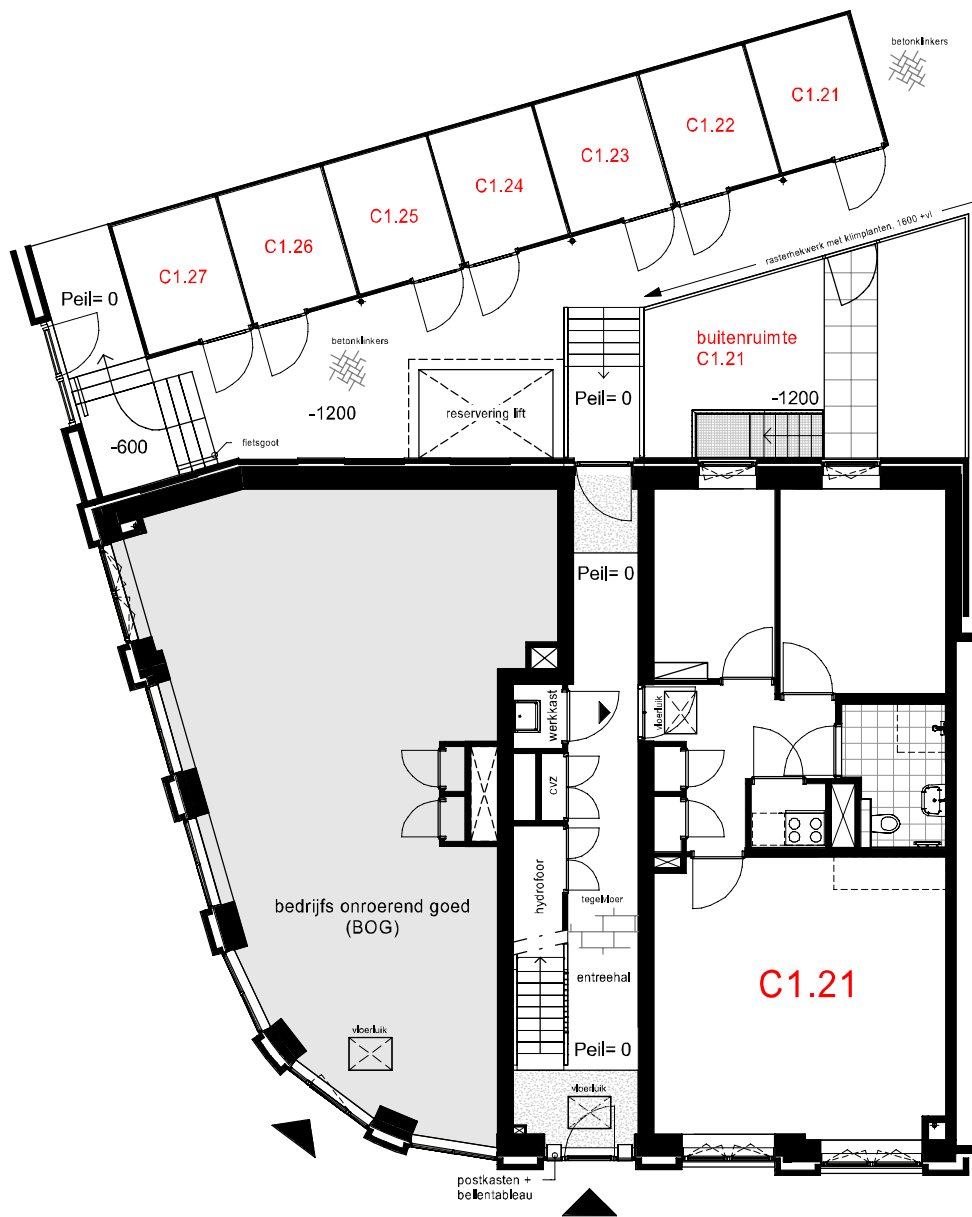 betonklinkers
C1.21
C1.22
C1.23
C1.24
C1.25
C1.26
C1.27
rasterhekwerk met klimplanten, 1600 +vl
Peil= 0
betonklinkers
buitenruimte
C1.21
-1200
reservering lift
Peil= 0
-1200
-600
fietsgoot
Peil= 0
werkkast
vloerluik
cvz
hydrofoor
tegelvloer
bedrijfs onroerend goed
(BOG)
entreehal
C1.21
vloerluik
Peil= 0
vloerluik
postkasten +
bellentableau